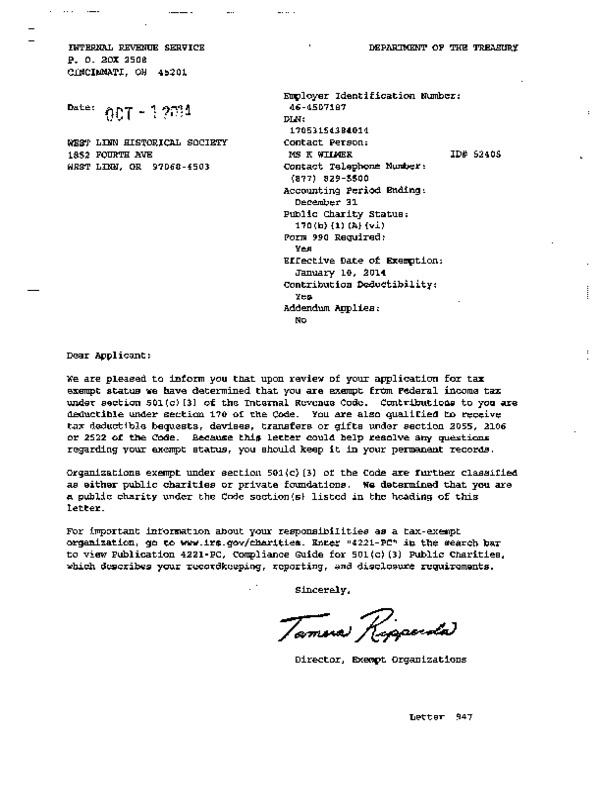 INTERNAL REVENUE SERVICE
P. O. BOX 2508
CINCINNATI, OH 45201
DEPARTMENT OF THE TREASURY
Date: OCT - 1 2014
WEST LINN HISTORICAL SOCIETY
1852 FOURTH AVE
WEST LINN, OR 97068-4503
Employer Identification Number:
46-4507187
DLN:
17053154384014
Contact Person:
MS K WILMER ID# 52405
Contact Telephone Number:
(877) 829-5500
Accounting Period Ending:
December 31
Public Charity Status:
170(b)(1)(A)(vi)
Form 990 Required:
Yes
Effective Date of Exemption:
January 10, 2014
Contribution Deductibility:
Yes
Addendum Applies:
No
Dear Applicant:
We are pleased to inform you that upon review of your application for tax
exempt status we have determined that you are exempt from Federal income tax
under section 501(c)(3) of the Internal Revenue Code. Contributions to you are
deductible under section 170 of the Code. You are also qualified to receive
tax deductible bequests, devises, transfers or gifts under section 2055, 2106
or 2522 of the Code. Because this letter could help resolve any questions
regarding your exempt status, you should keep it in your permanent records.
Organizations exempt under section 501(c)(3) of the Code are further classified
as either public charities or private foundations. We determined that you are
a public charity under the Code section(s) listed in the heading of this
letter.
For important information about your responsibilities as a tax-exempt
organization, go to www.irs.gov/charities. Enter "4221-PC" in the search bar
to view Publication 4221-PC, Compliance Guide for 501(c)(3) Public Charities,
which describes your recordkeeping, reporting, and disclosure requirements.
Sincerely,
Tamera Ripperda
Director, Exempt Organizations
Letter 947